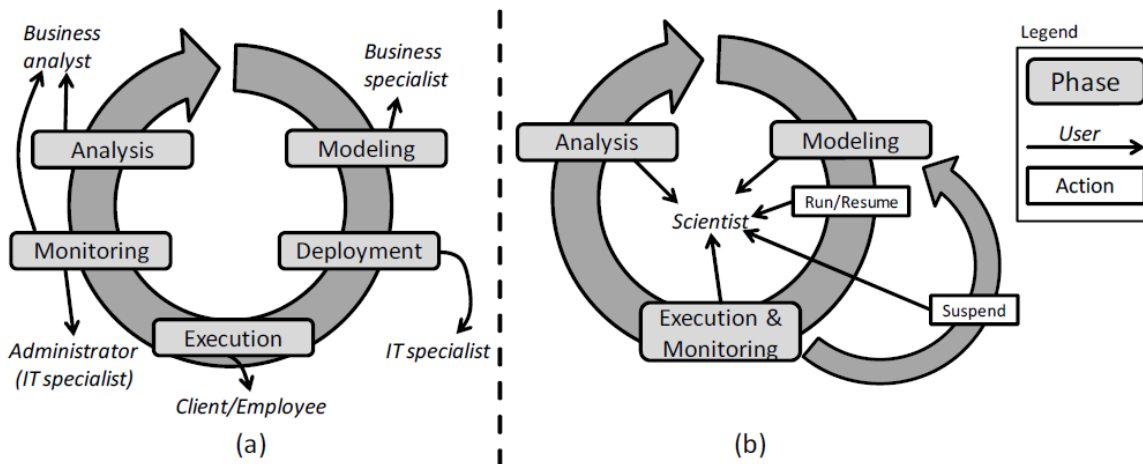 Business
analyst
Business
specialist
Analysis
Modeling
Monitoring
Deployment
Execution
Administrator
(IT specialist)
IT specialist
Client/Employee
(a)
Analysis
Modeling
Run/Resume
Scientist
Suspend
Execution &
Monitoring
(b)
Legend
Phase
User
Action